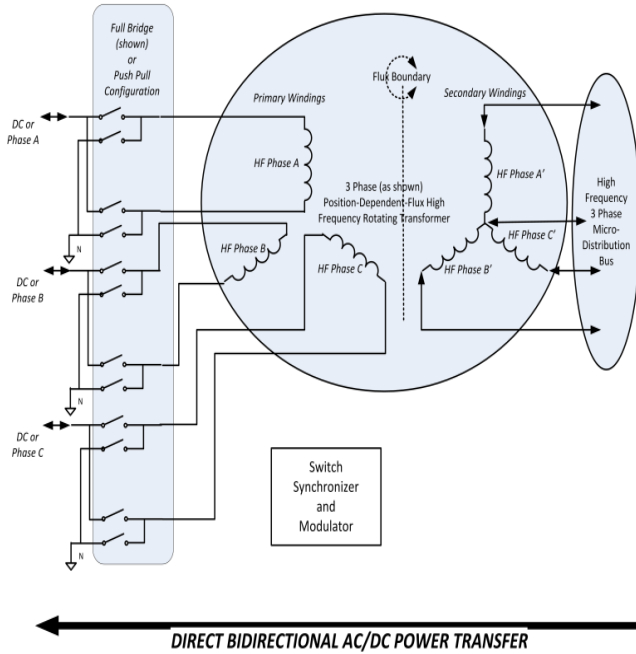 Full Bridge
(shown)
or
Push Pull
Configuration
DC or
Phase A
N
DC or
Phase B
N
DC or
Phase C
N
Flux Boundary
Primary Windings
Secondary Windings
HF Phase A
HF Phase A'
3 Phase (as shown)
Position-Dependent-Flux High
Frequency Rotating Transformer
HF Phase B
HF Phase C
HF Phase C'
HF Phase B'
High
Frequency
3 Phase
Micro-
Distribution
Bus
Switch
Synchronizer
and
Modulator
DIRECT BIDIRECTIONAL AC/DC POWER TRANSFER